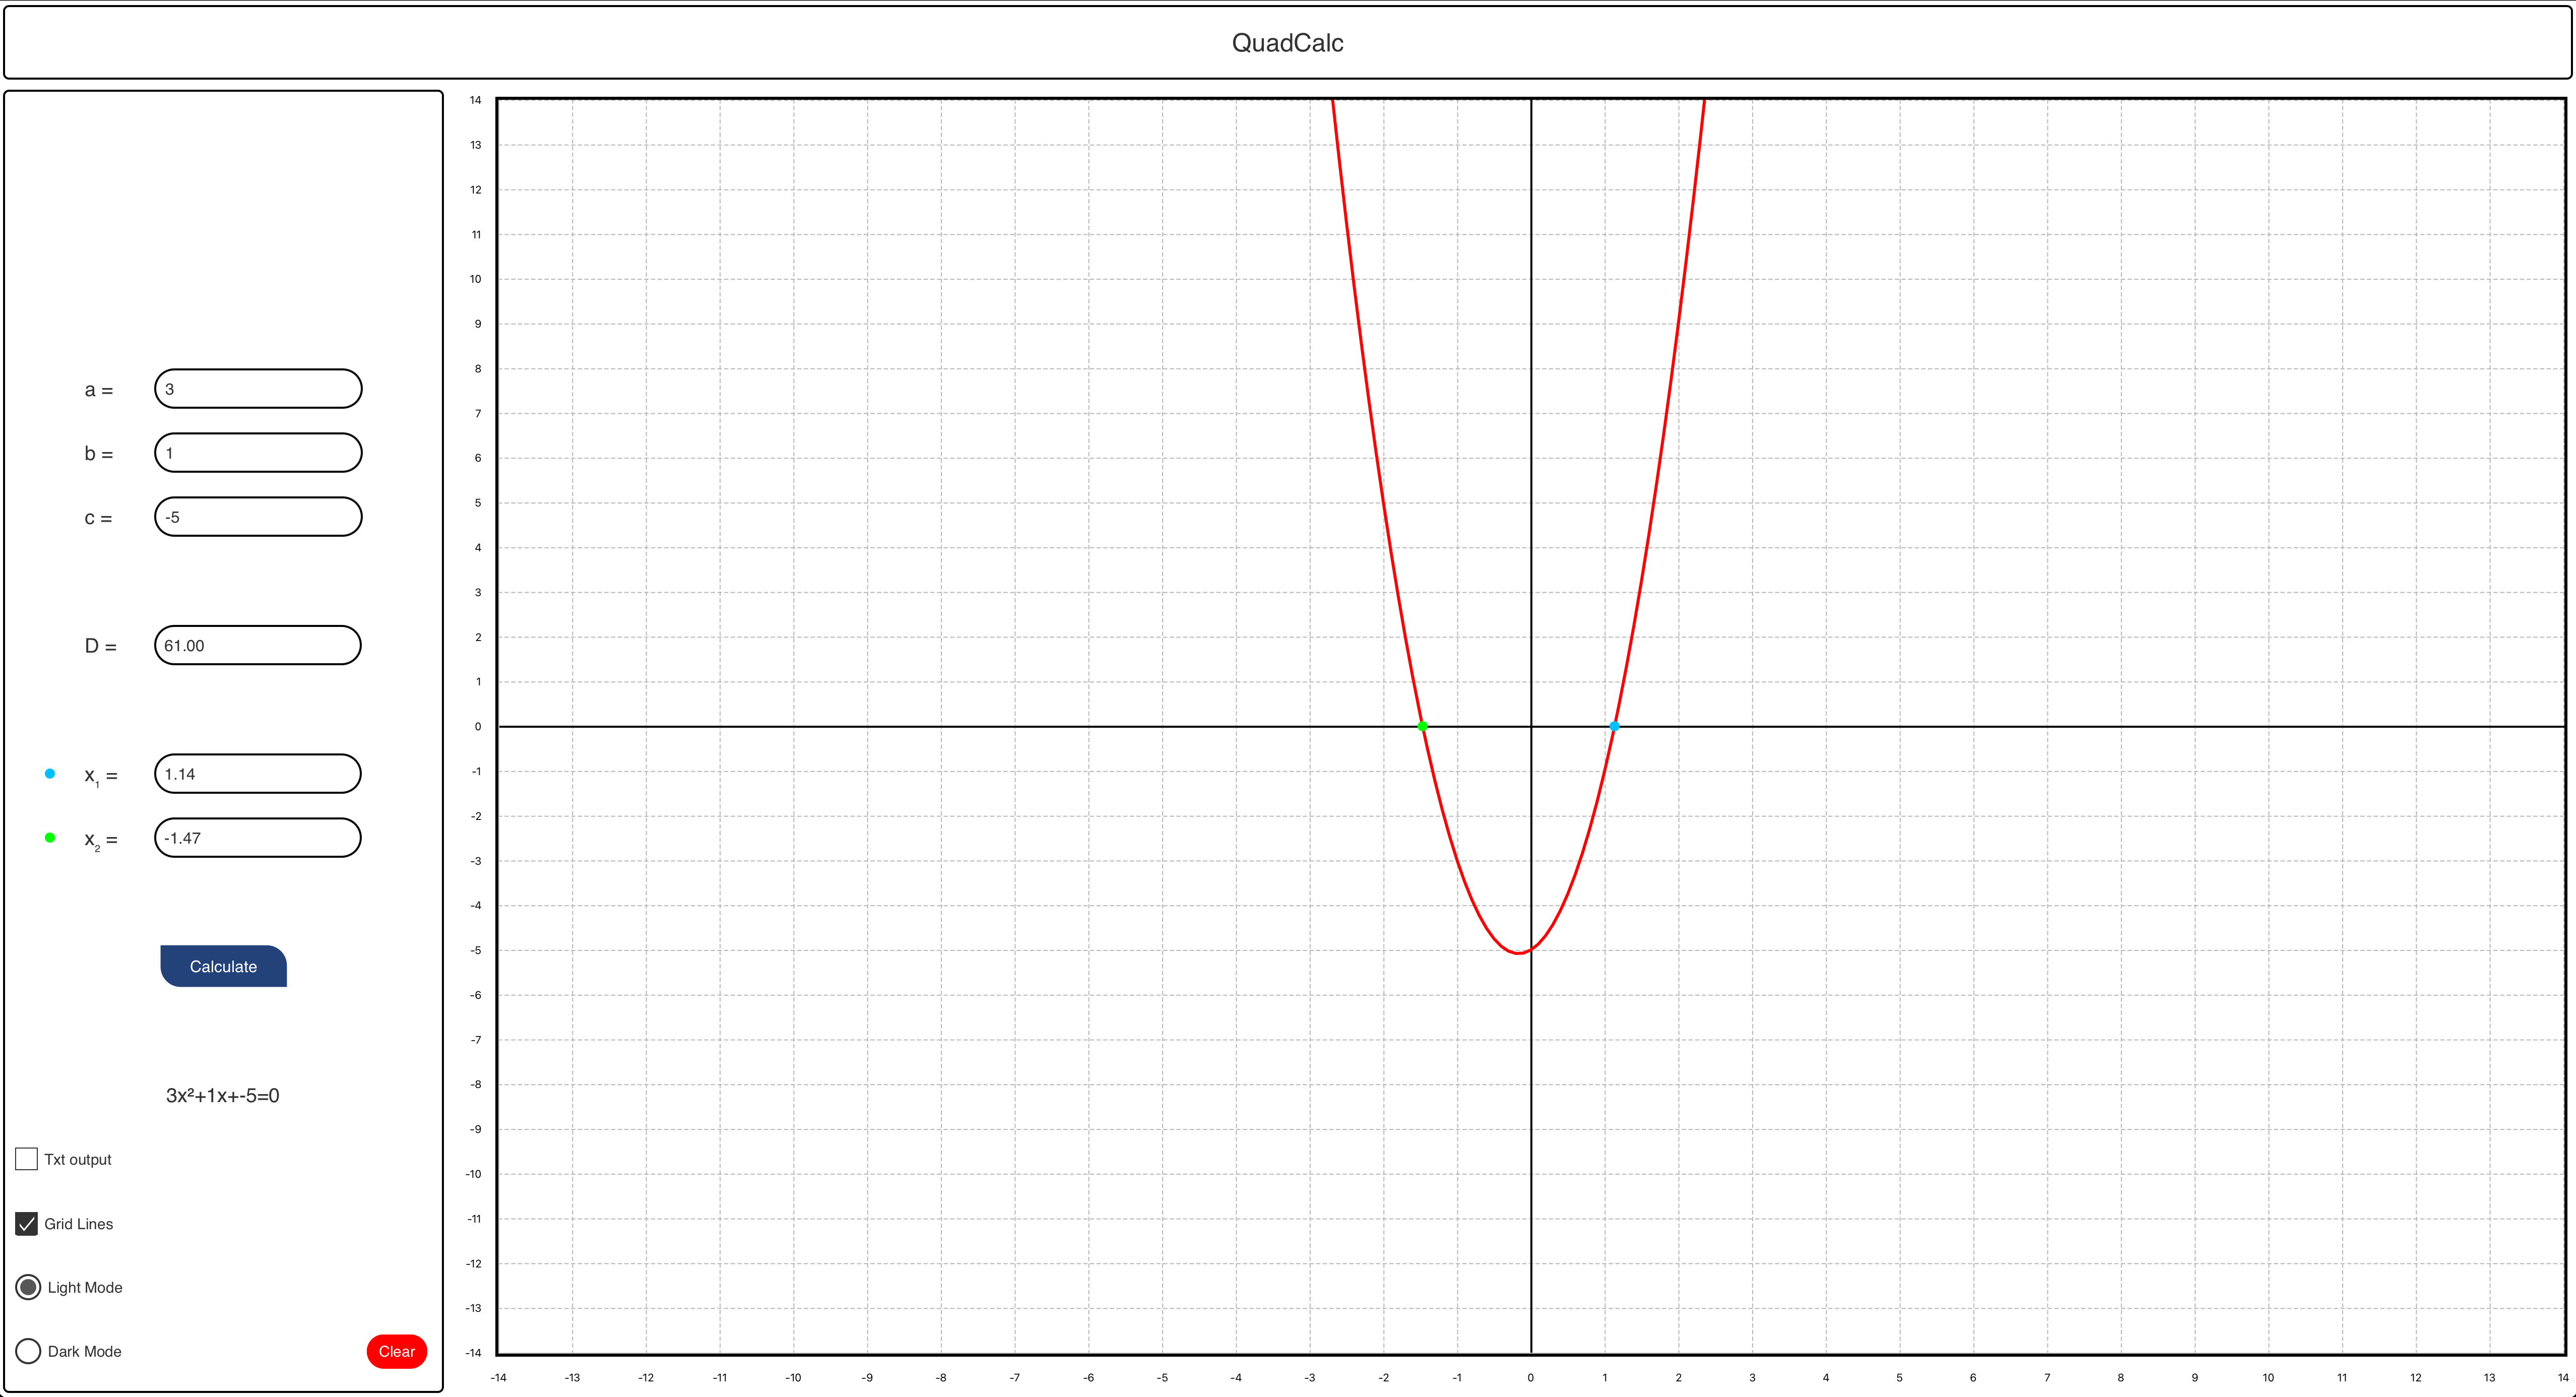 QuadCalc
a = 3
b = 1
c = -5
D = 61.00
x₁ = 1.14
x₂ = -1.47
Calculate
3x²+1x+-5=0
Txt output
Grid Lines
Light Mode
Dark Mode
Clear
14
13
12
11
10
9
8
7
6
5
4
3
2
1
0
-1
-2
-3
-4
-5
-6
-7
-8
-9
-10
-11
-12
-13
-14
-14 -13 -12 -11 -10 -9 -8 -7 -6 -5 -4 -3 -2 -1 0 1 2 3 4 5 6 7 8 9 10 11 12 13 14